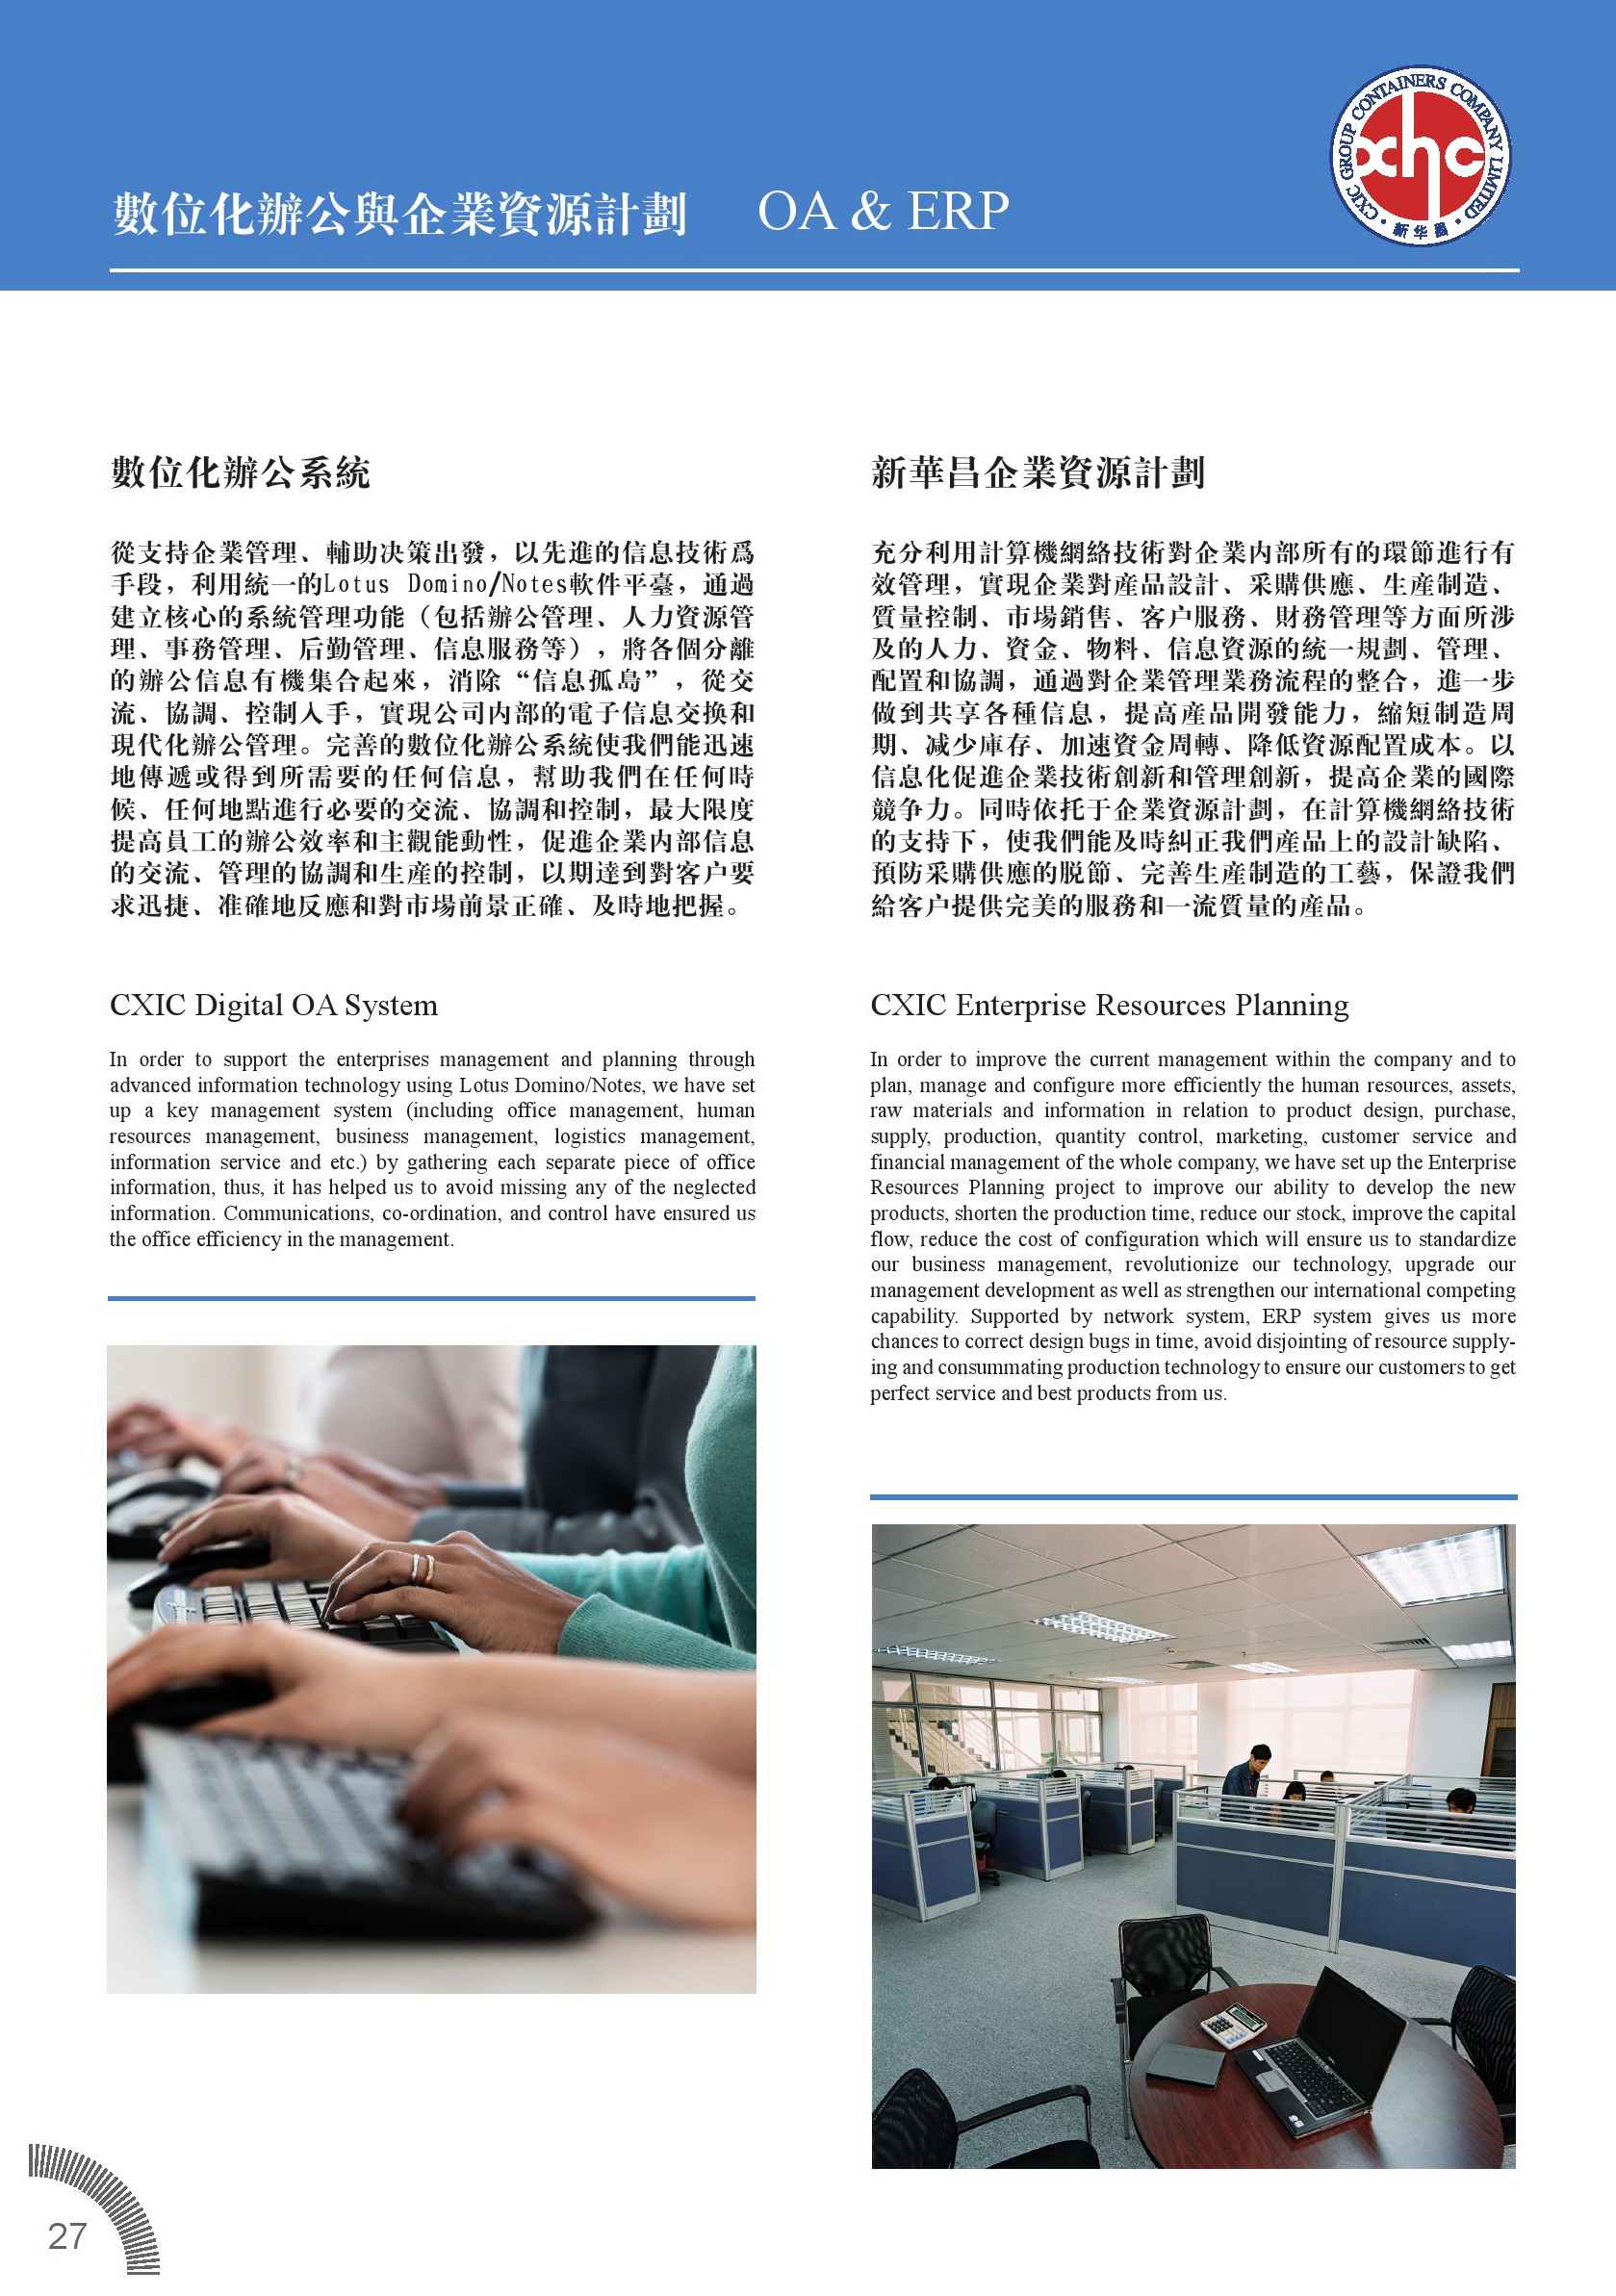 數位化辦公與企業資源計劃 OA & ERP
CXIC GROUP CONTAINERS COMPANY LIMITED
xhc
新华昌
數位化辦公系統
從支持企業管理、輔助决策出發，以先進的信息技術爲
手段，利用統一的Lotus Domino/Notes軟件平臺，通過
建立核心的系統管理功能（包括辦公管理、人力資源管
理、事務管理、后勤管理、信息服務等），將各個分離
的辦公信息有機集合起來，消除“信息孤島”，從交
流、協調、控制入手，實現公司内部的電子信息交换和
現代化辦公管理。完善的數位化辦公系統使我們能迅速
地傳遞或得到所需要的任何信息，幫助我們在任何時
候、任何地點進行必要的交流、協調和控制，最大限度
提高員工的辦公效率和主觀能動性，促進企業内部信息
的交流、管理的協調和生産的控制，以期達到對客户要
求迅捷、准確地反應和對市場前景正確、及時地把握。
CXIC Digital OA System
In order to support the enterprises management and planning through
advanced information technology using Lotus Domino/Notes, we have set
up a key management system (including office management, human
resources management, business management, logistics management,
information service and etc.) by gathering each separate piece of office
information, thus, it has helped us to avoid missing any of the neglected
information. Communications, co-ordination, and control have ensured us
the office efficiency in the management.
新華昌企業資源計劃
充分利用計算機網絡技術對企業内部所有的環節進行有
效管理，實現企業對産品設計、采購供應、生産制造、
質量控制、市場銷售、客户服務、財務管理等方面所涉
及的人力、資金、物料、信息資源的統一規劃、管理、
配置和協調，通過對企業管理業務流程的整合，進一步
做到共享各種信息，提高産品開發能力，縮短制造周
期、减少庫存、加速資金周轉、降低資源配置成本。以
信息化促進企業技術創新和管理創新，提高企業的國際
競争力。同時依托于企業資源計劃，在計算機網絡技術
的支持下，使我們能及時糾正我們産品上的設計缺陷、
預防采購供應的脱節、完善生産制造的工藝，保證我們
給客户提供完美的服務和一流質量的産品。
CXIC Enterprise Resources Planning
In order to improve the current management within the company and to
plan, manage and configure more efficiently the human resources, assets,
raw materials and information in relation to product design, purchase,
supply, production, quantity control, marketing, customer service and
financial management of the whole company, we have set up the Enterprise
Resources Planning project to improve our ability to develop the new
products, shorten the production time, reduce our stock, improve the capital
flow, reduce the cost of configuration which will ensure us to standardize
our business management, revolutionize our technology, upgrade our
management development as well as strengthen our international competing
capability. Supported by network system, ERP system gives us more
chances to correct design bugs in time, avoid disjointing of resource supply-
ing and consummating production technology to ensure our customers to get
perfect service and best products from us.
27